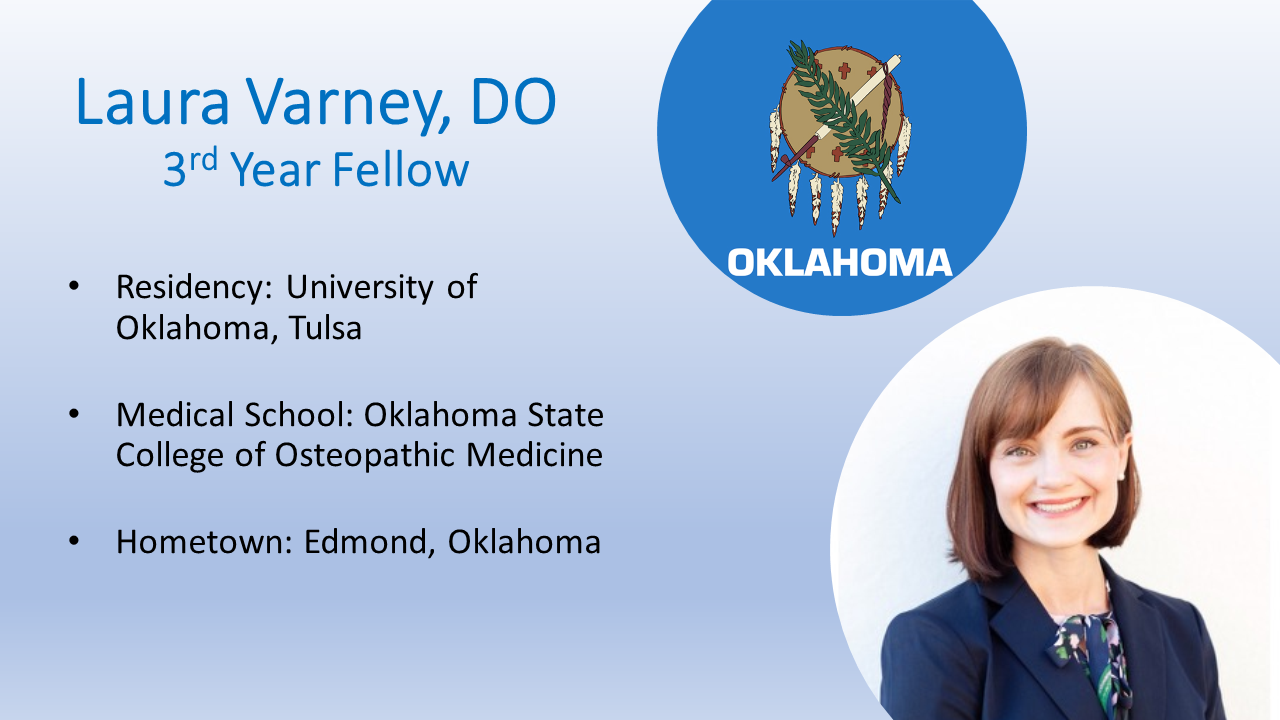 Laura Varney, DO
3rd Year Fellow
OKLAHOMA
• Residency: University of
Oklahoma, Tulsa
• Medical School: Oklahoma State
College of Osteopathic Medicine
• Hometown: Edmond, Oklahoma